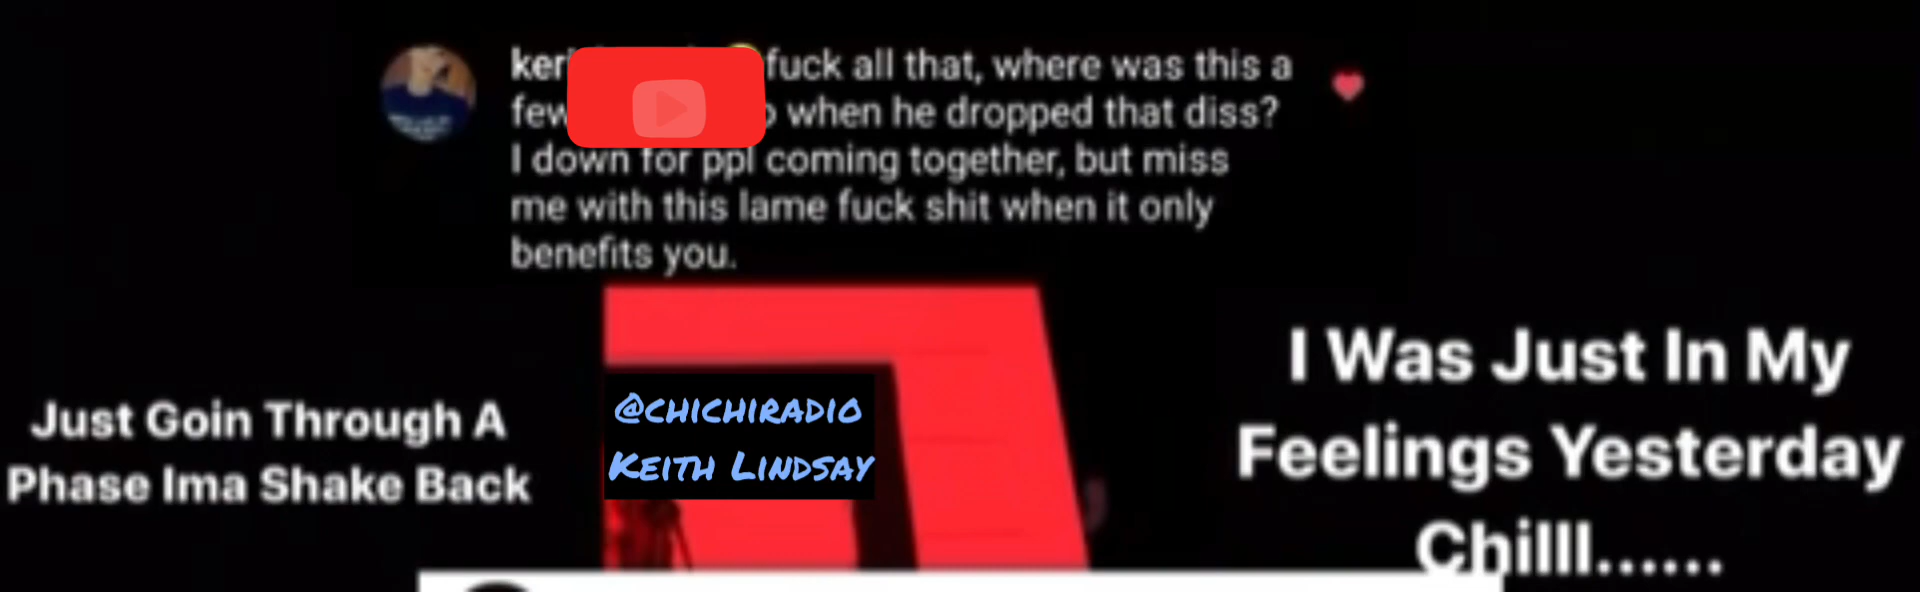 fuck all that, where was this a
few when he dropped that diss?
I down for ppl coming together, but miss
me with this lame fuck shit when it only
benefits you.
Just Goin Through A
Phase Ima Shake Back
@chichiradio
Keith Lindsay
I Was Just In My
Feelings Yesterday
Chilll......